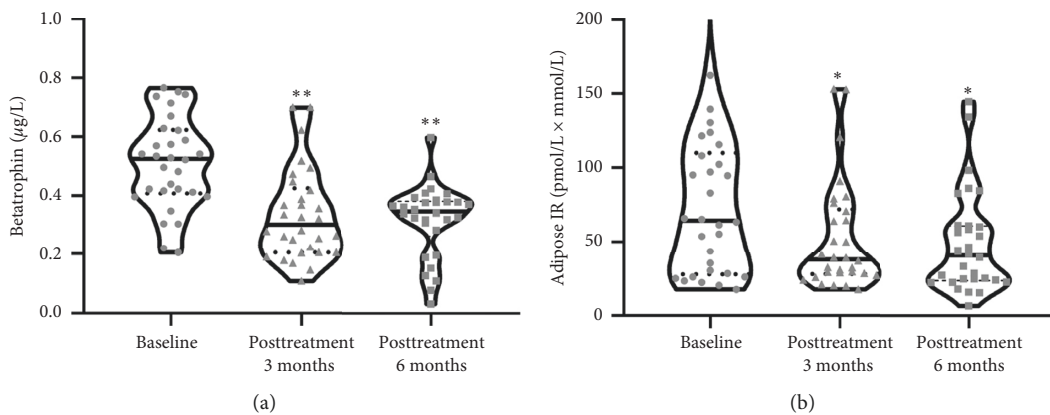 Betatrophin (μg/L)
1.0
0.8
0.6
0.4
0.2
0.0
**
**
Baseline
Posttreatment
3 months
Posttreatment
6 months
(a)
Adipose IR (pmol/L × mmol/L)
200
150
100
50
0
*
*
Baseline
Posttreatment
3 months
Posttreatment
6 months
(b)